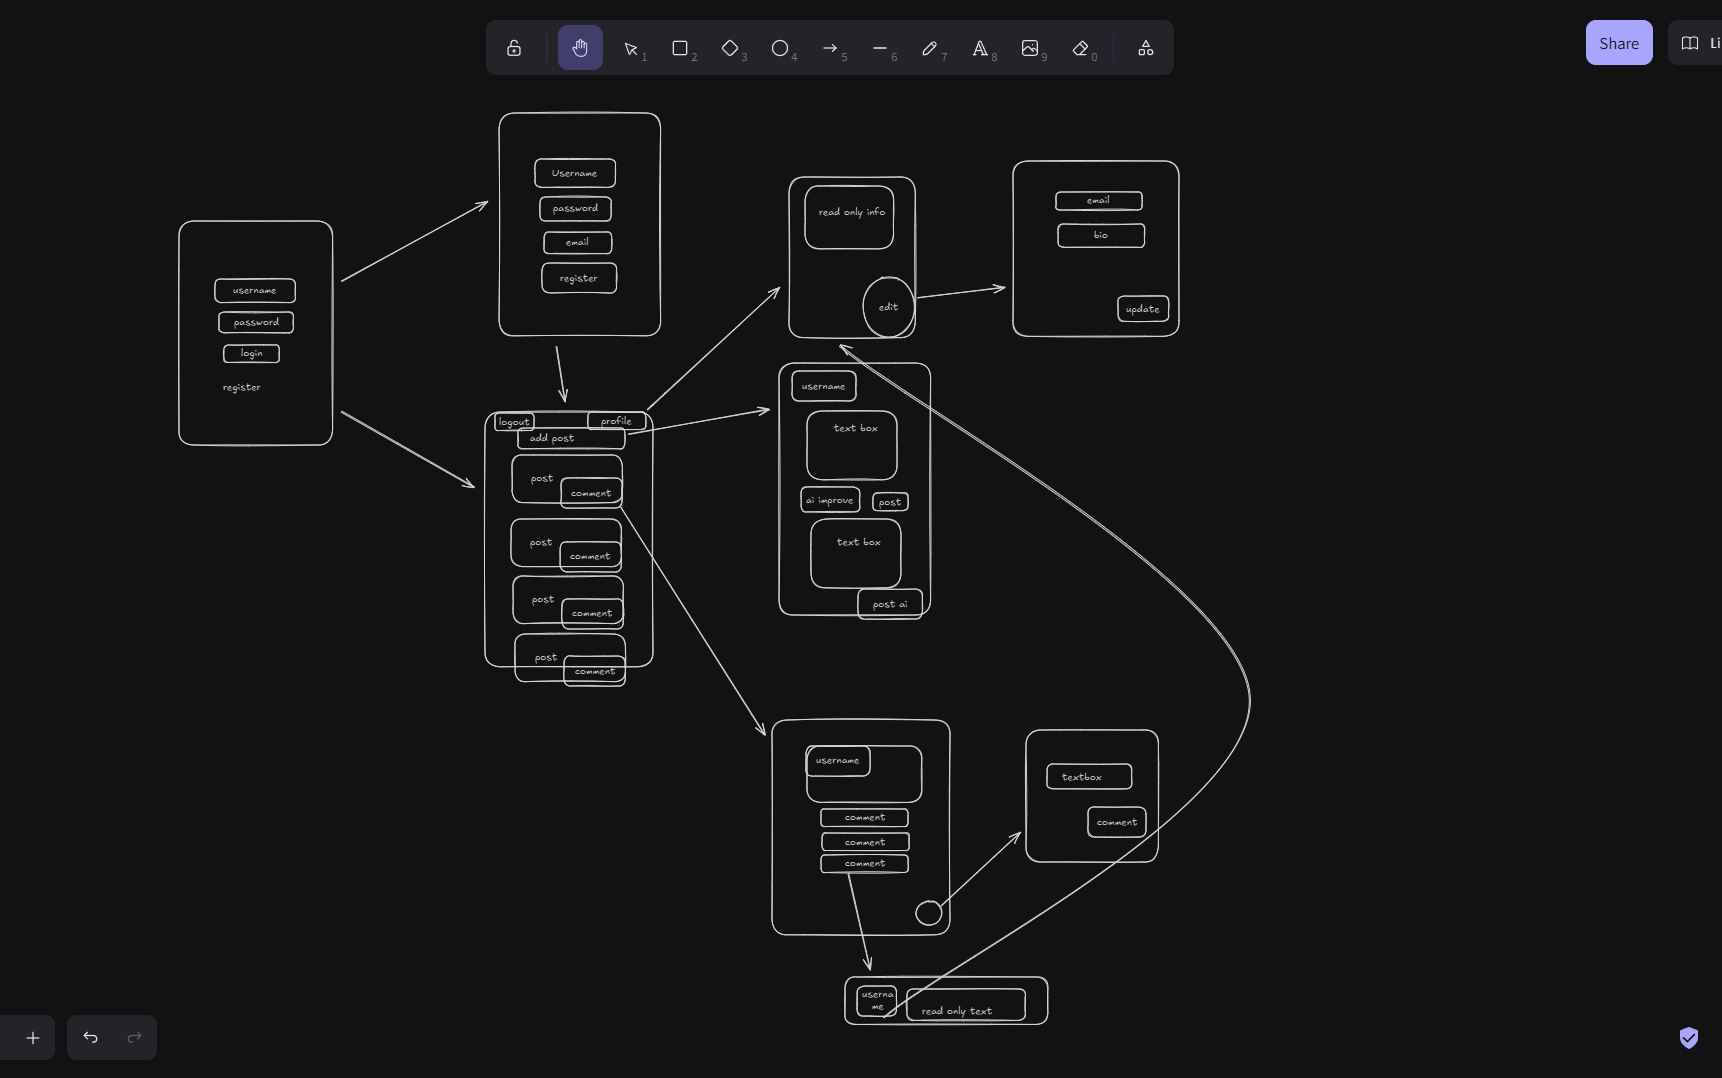 1
2
3
4
5
6
7
8
9
0
Share
Li
username
password
login
register
Username
password
email
register
logout
profile
add post
post
comment
post
comment
post
comment
post
comment
read only info
edit
email
bio
update
username
text box
ai improve
post
text box
post ai
username
comment
comment
comment
textbox
comment
userna
me
read only text